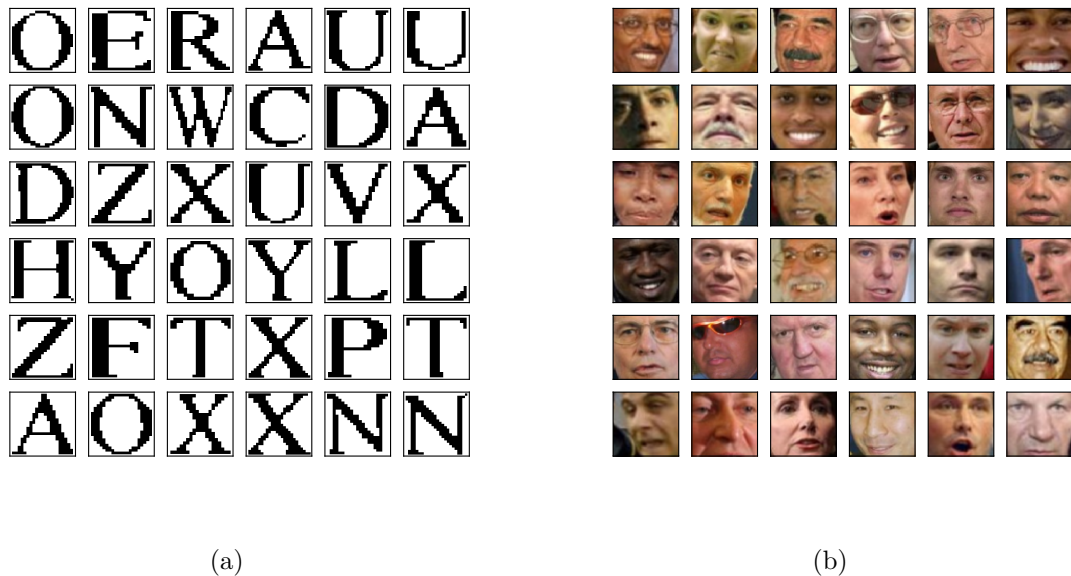 O E R A U U
O N W C D A
D Z X U V X
H Y O Y L L
Z F T X P T
A O X X N N
(a) (b)